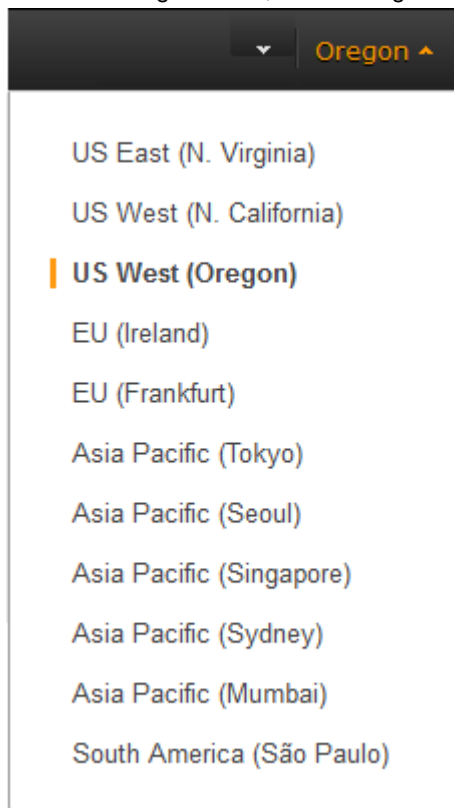 Oregon
US East (N. Virginia)
US West (N. California)
US West (Oregon)
EU (Ireland)
EU (Frankfurt)
Asia Pacific (Tokyo)
Asia Pacific (Seoul)
Asia Pacific (Singapore)
Asia Pacific (Sydney)
Asia Pacific (Mumbai)
South America (São Paulo)